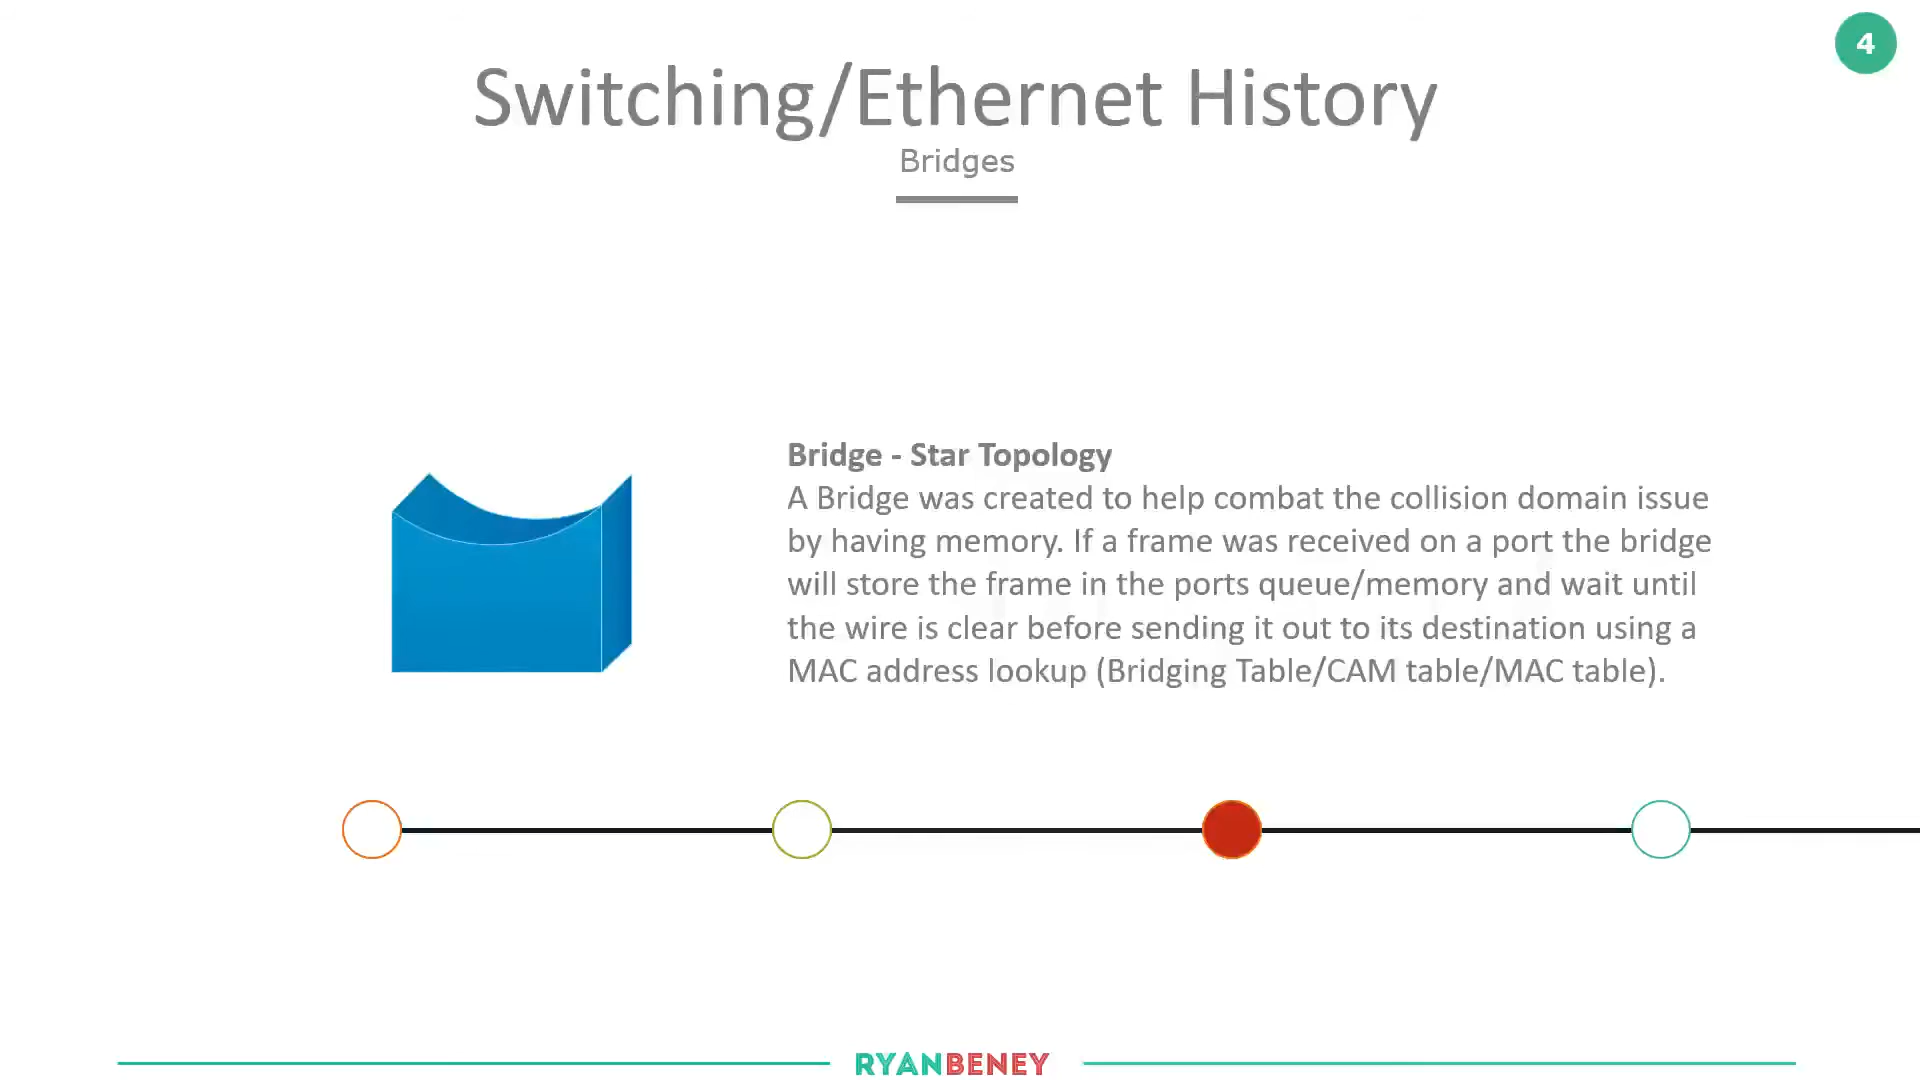 4
Switching/Ethernet History
Bridges
Bridge - Star Topology
A Bridge was created to help combat the collision domain issue
by having memory. If a frame was received on a port the bridge
will store the frame in the ports queue/memory and wait until
the wire is clear before sending it out to its destination using a
MAC address lookup (Bridging Table/CAM table/MAC table).
RYANBENEY